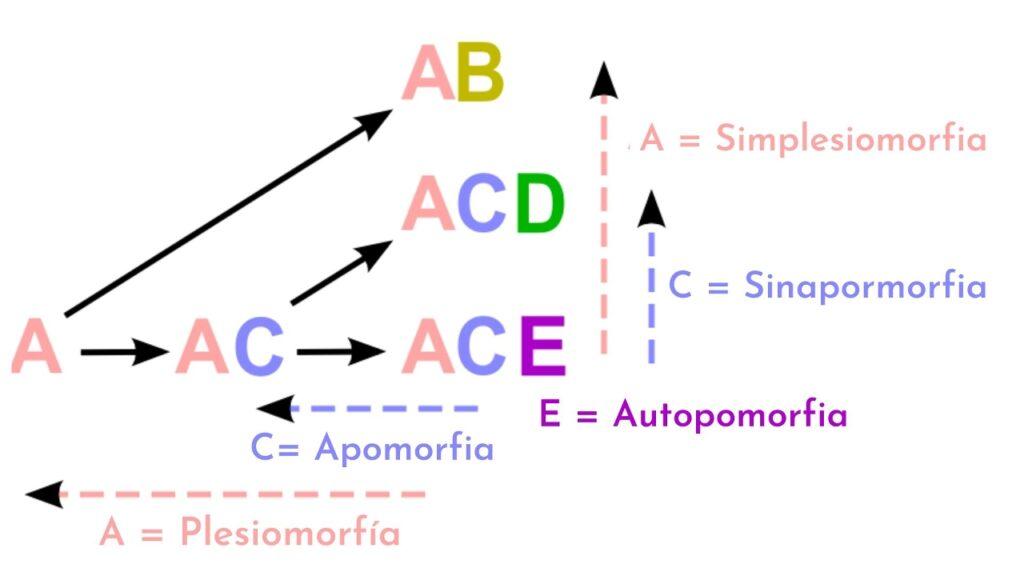 AB
A = Simplesiomorfia
ACD
C = Sinapormorfia
A AC ACE
E = Autopomorfia
C= Apomorfia
A = Plesiomorfía